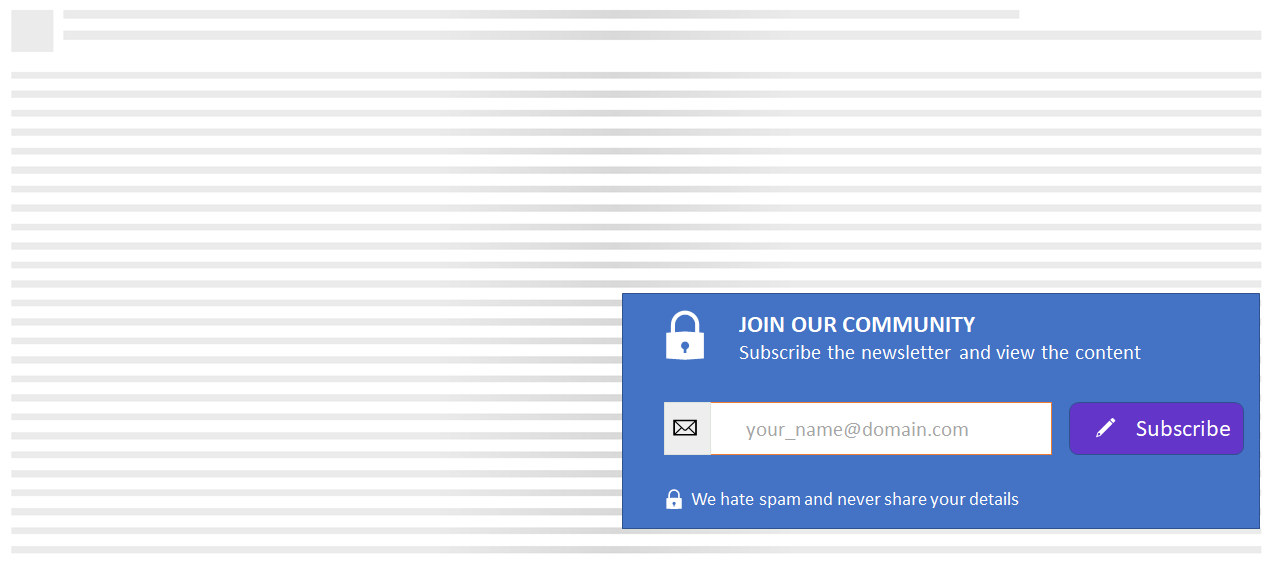 JOIN OUR COMMUNITY
Subscribe the newsletter and view the content
your_name@domain.com
Subscribe
We hate spam and never share your details